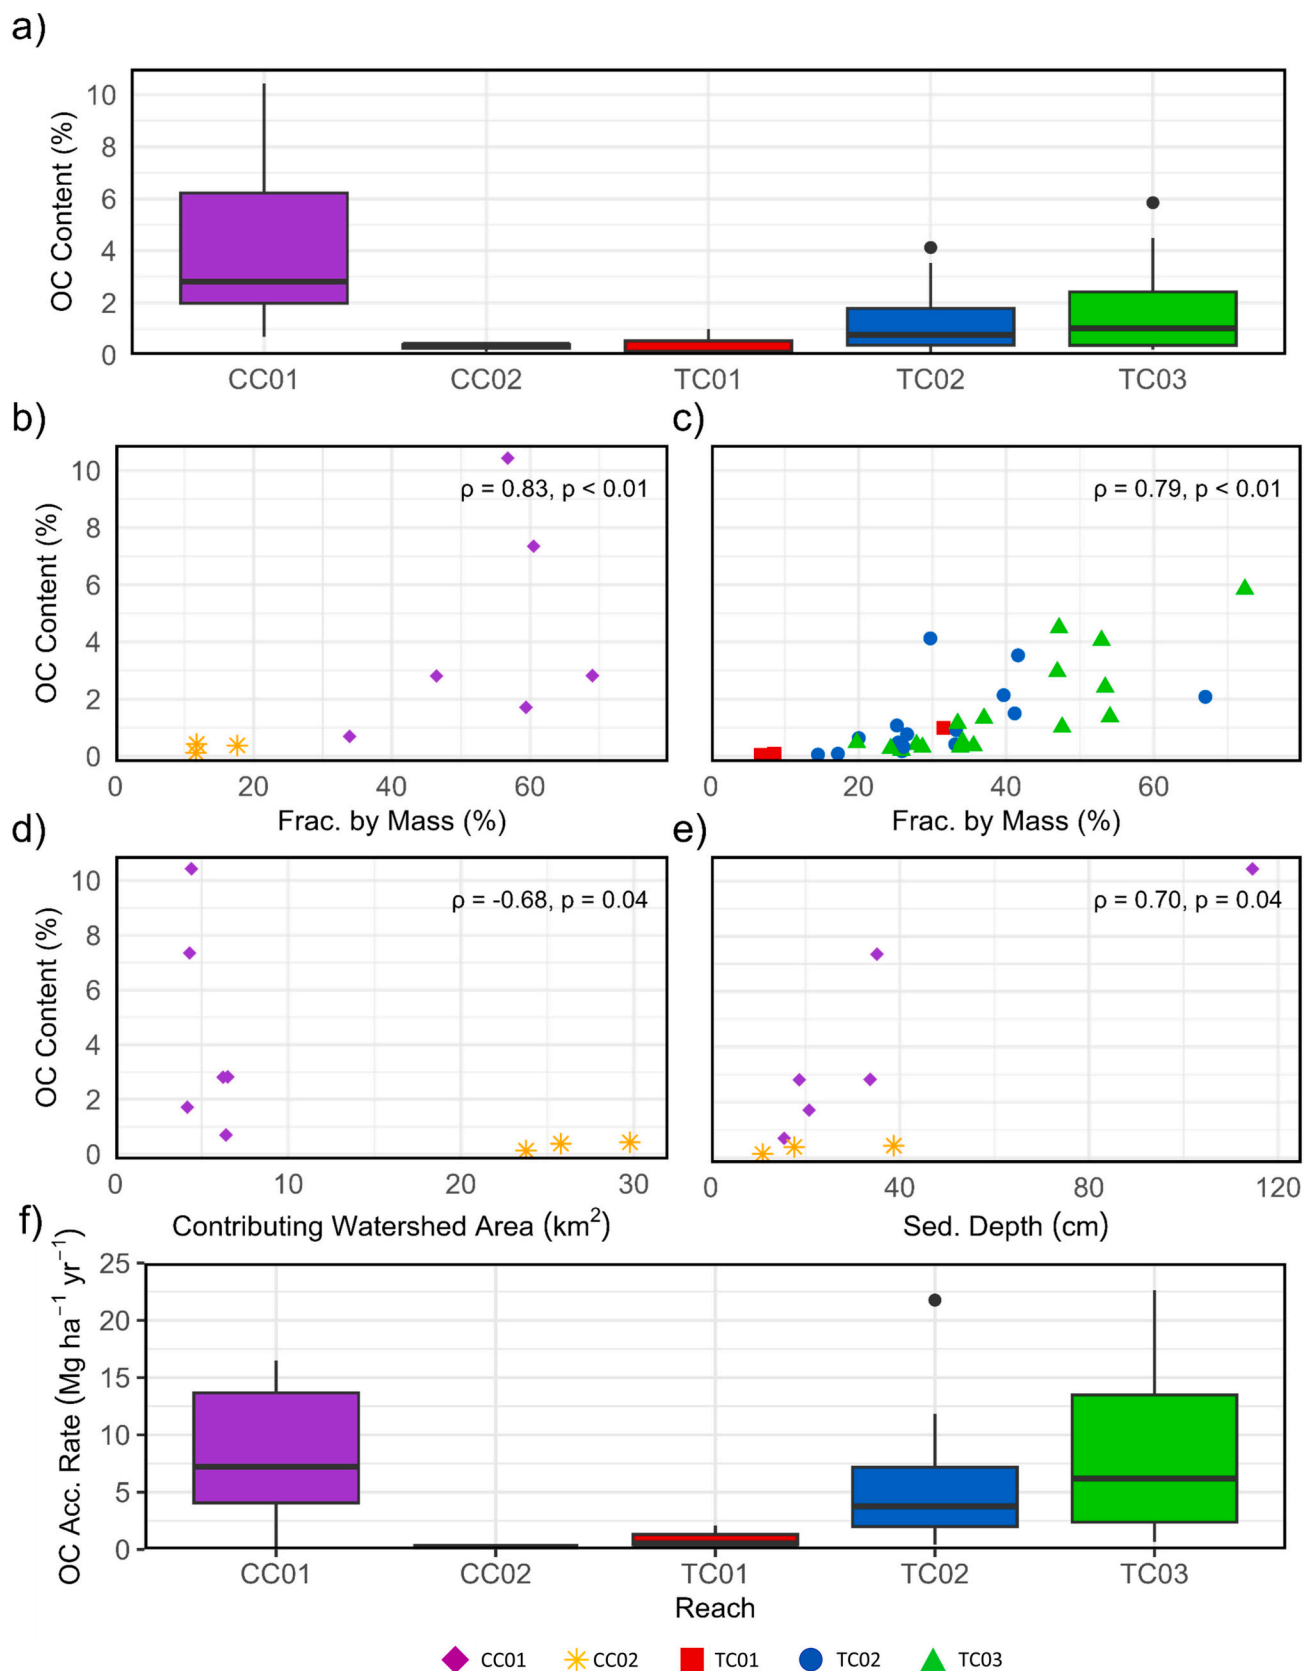 a)
OC Content (%)
10
8
6
4
2
0
CC01 CC02 TC01 TC02 TC03
b)
OC Content (%)
10
8
6
4
2
0
ρ = 0.83, p < 0.01
0 20 40 60
Frac. by Mass (%)
c)
ρ = 0.79, p < 0.01
0 20 40 60
Frac. by Mass (%)
d)
OC Content (%)
10
8
6
4
2
0
ρ = -0.68, p = 0.04
0 10 20 30
Contributing Watershed Area (km²)
e)
ρ = 0.70, p = 0.04
0 40 80 120
Sed. Depth (cm)
f)
OC Acc. Rate (Mg ha⁻¹ yr⁻¹)
25
20
15
10
5
0
CC01 CC02 TC01 TC02 TC03
Reach
CC01 CC02 TC01 TC02 TC03